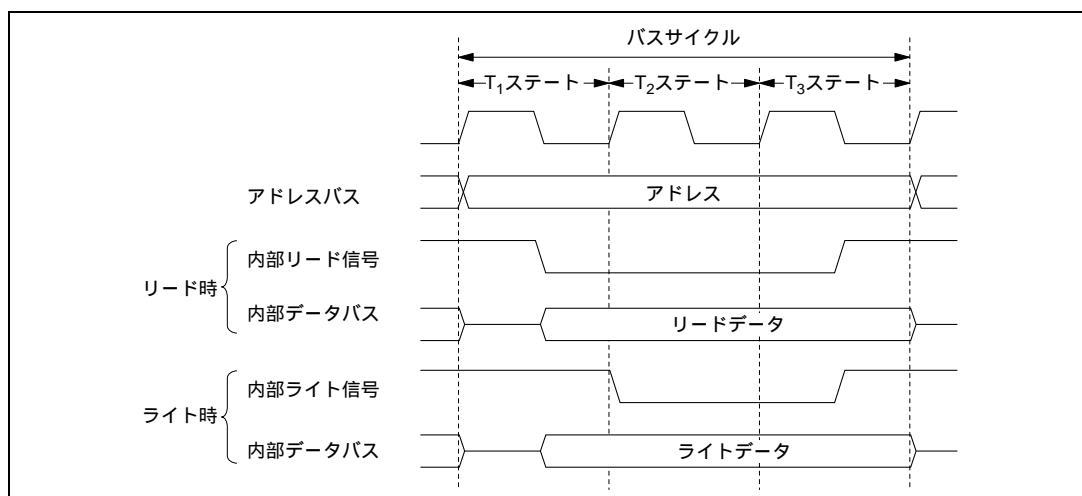 バスサイクル
T₁ステート T₂ステート T₃ステート
アドレスバス アドレス
リード時
内部リード信号
内部データバス リードデータ
ライト時
内部ライト信号
内部データバス ライトデータ